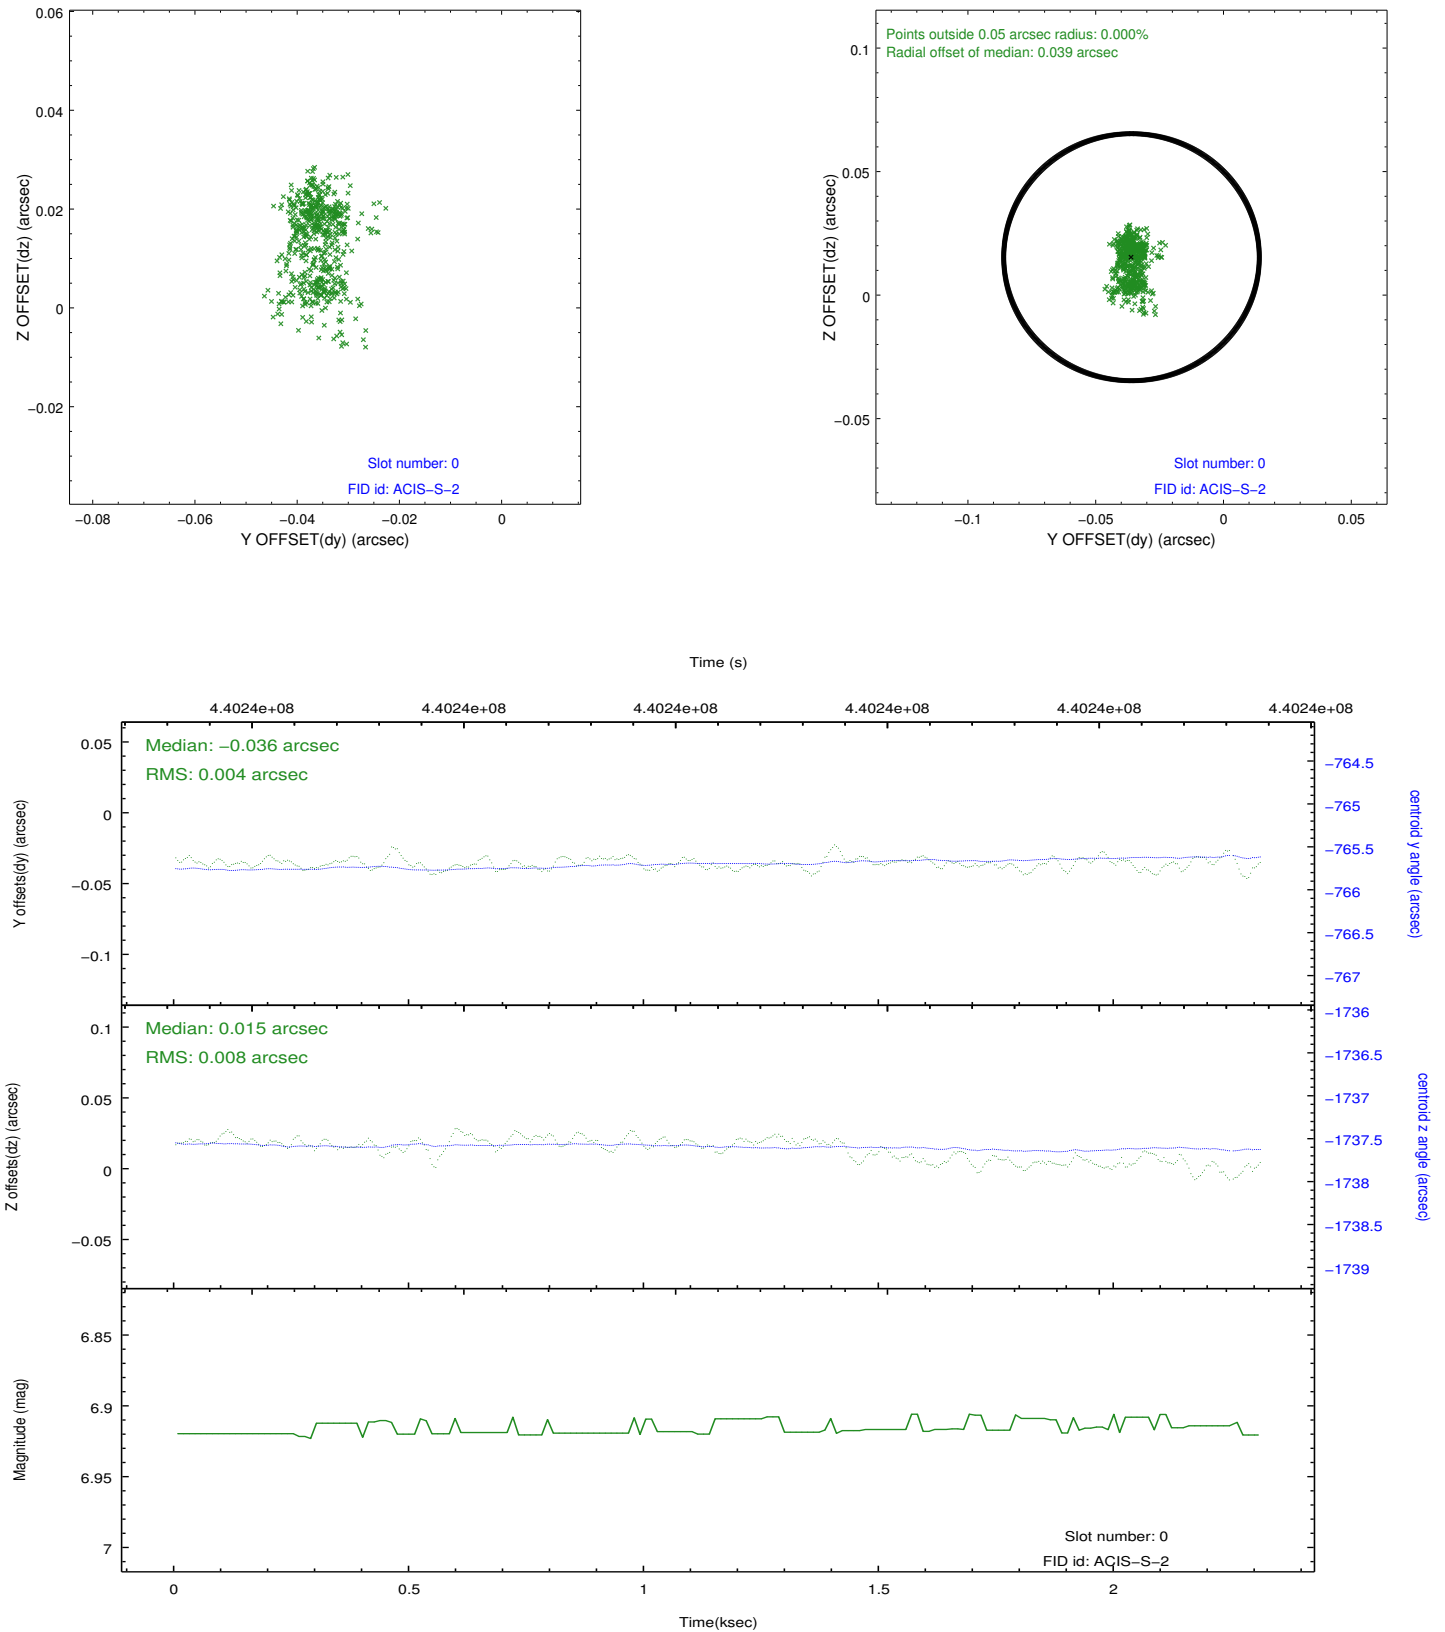 0.06
0.04
0.02
0
−0.02
Z OFFSET(dz) (arcsec)
Slot number: 0
FID id: ACIS−S−2
−0.08 −0.06 −0.04 −0.02 0
Y OFFSET(dy) (arcsec)
Points outside 0.05 arcsec radius: 0.000%
Radial offset of median: 0.039 arcsec
0.1
0.05
0
−0.05
Z OFFSET(dz) (arcsec)
Slot number: 0
FID id: ACIS−S−2
−0.1 −0.05 0 0.05
Y OFFSET(dy) (arcsec)
Time (s)
4.4024e+08 4.4024e+08 4.4024e+08 4.4024e+08 4.4024e+08 4.4024e+08
Median: −0.036 arcsec
RMS: 0.004 arcsec
0.05
0
−0.05
−0.1
Y offsets(dy) (arcsec)
−764.5
−765
−765.5
−766
−766.5
−767
centroid y angle (arcsec)
Median: 0.015 arcsec
RMS: 0.008 arcsec
0.1
0.05
0
−0.05
Z offsets(dz) (arcsec)
−1736
−1736.5
−1737
−1737.5
−1738
−1738.5
−1739
centroid z angle (arcsec)
6.85
6.9
6.95
7
Magnitude (mag)
Slot number: 0
FID id: ACIS−S−2
0 0.5 1 1.5 2
Time(ksec)